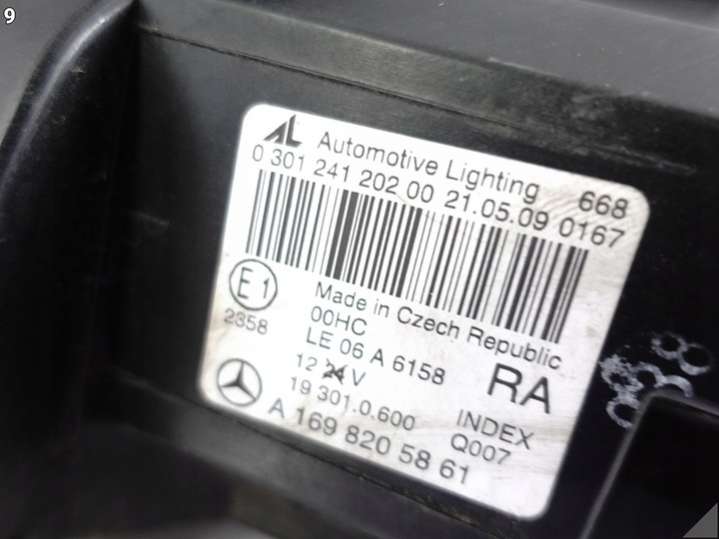 9
AL Automotive Lighting 668
0 301 241 202 00 21.05.09 0167
E1
2358
Made in Czech Republic
00HC
LE 06 A 6158
RA
12 24 V
19 301.0.600 INDEX
A 169 820 58 61 Q007